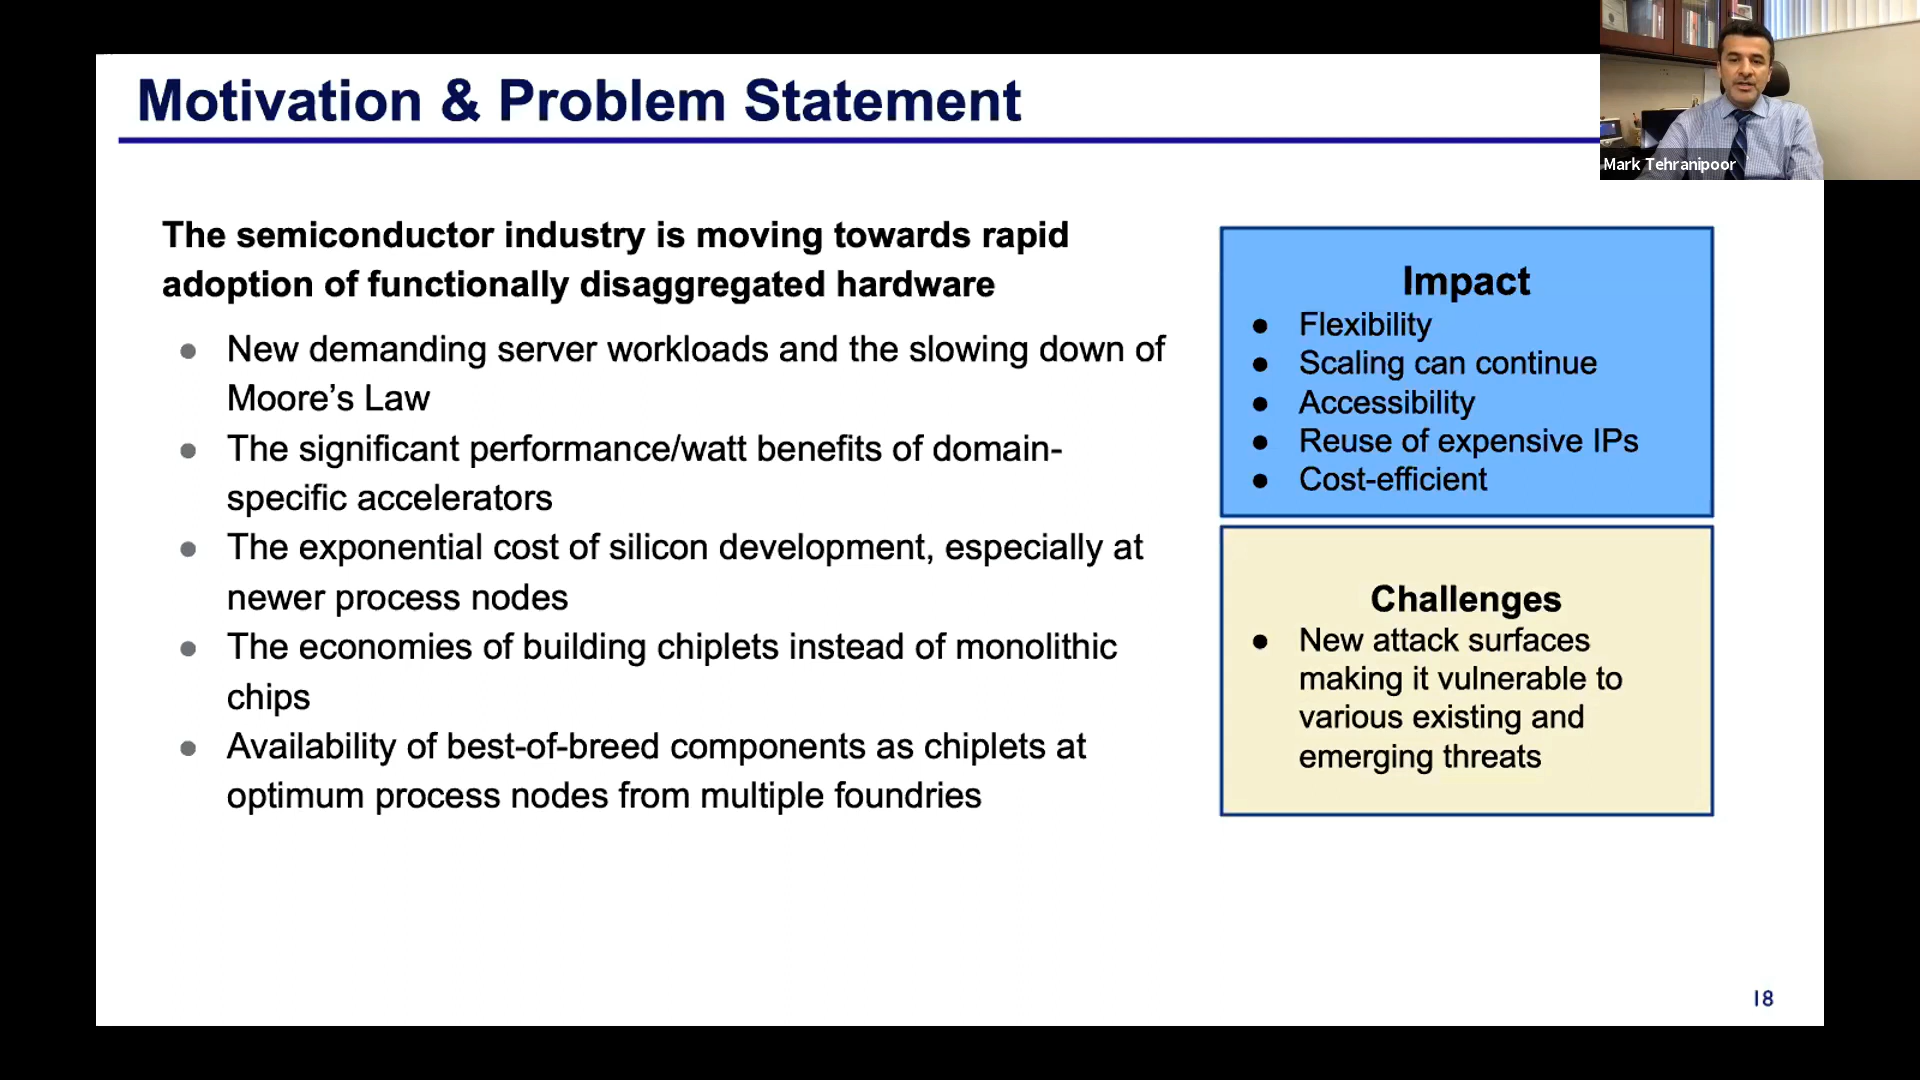 Motivation & Problem Statement
Mark Tehranipoor
The semiconductor industry is moving towards rapid
adoption of functionally disaggregated hardware
● New demanding server workloads and the slowing down of
Moore’s Law
● The significant performance/watt benefits of domain-
specific accelerators
● The exponential cost of silicon development, especially at
newer process nodes
● The economies of building chiplets instead of monolithic
chips
● Availability of best-of-breed components as chiplets at
optimum process nodes from multiple foundries
Impact
● Flexibility
● Scaling can continue
● Accessibility
● Reuse of expensive IPs
● Cost-efficient
Challenges
● New attack surfaces
making it vulnerable to
various existing and
emerging threats
18